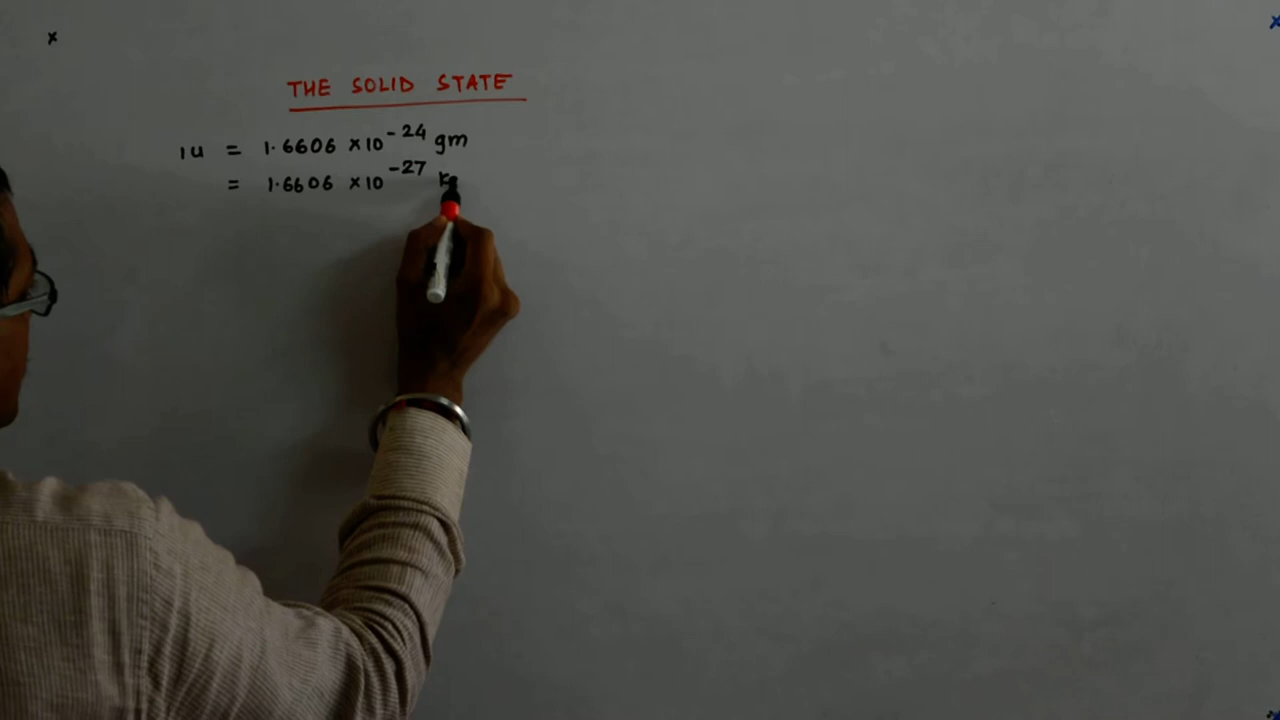 THE SOLID STATE
1u = 1.6606 × 10⁻²⁴ gm
= 1.6606 × 10⁻²⁷